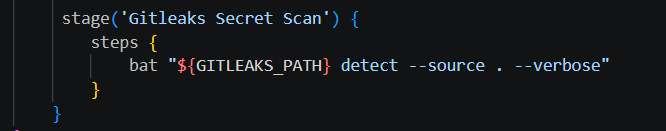 stage('Gitleaks Secret Scan') {
steps {
bat "${GITLEAKS_PATH} detect --source . --verbose"
}
}